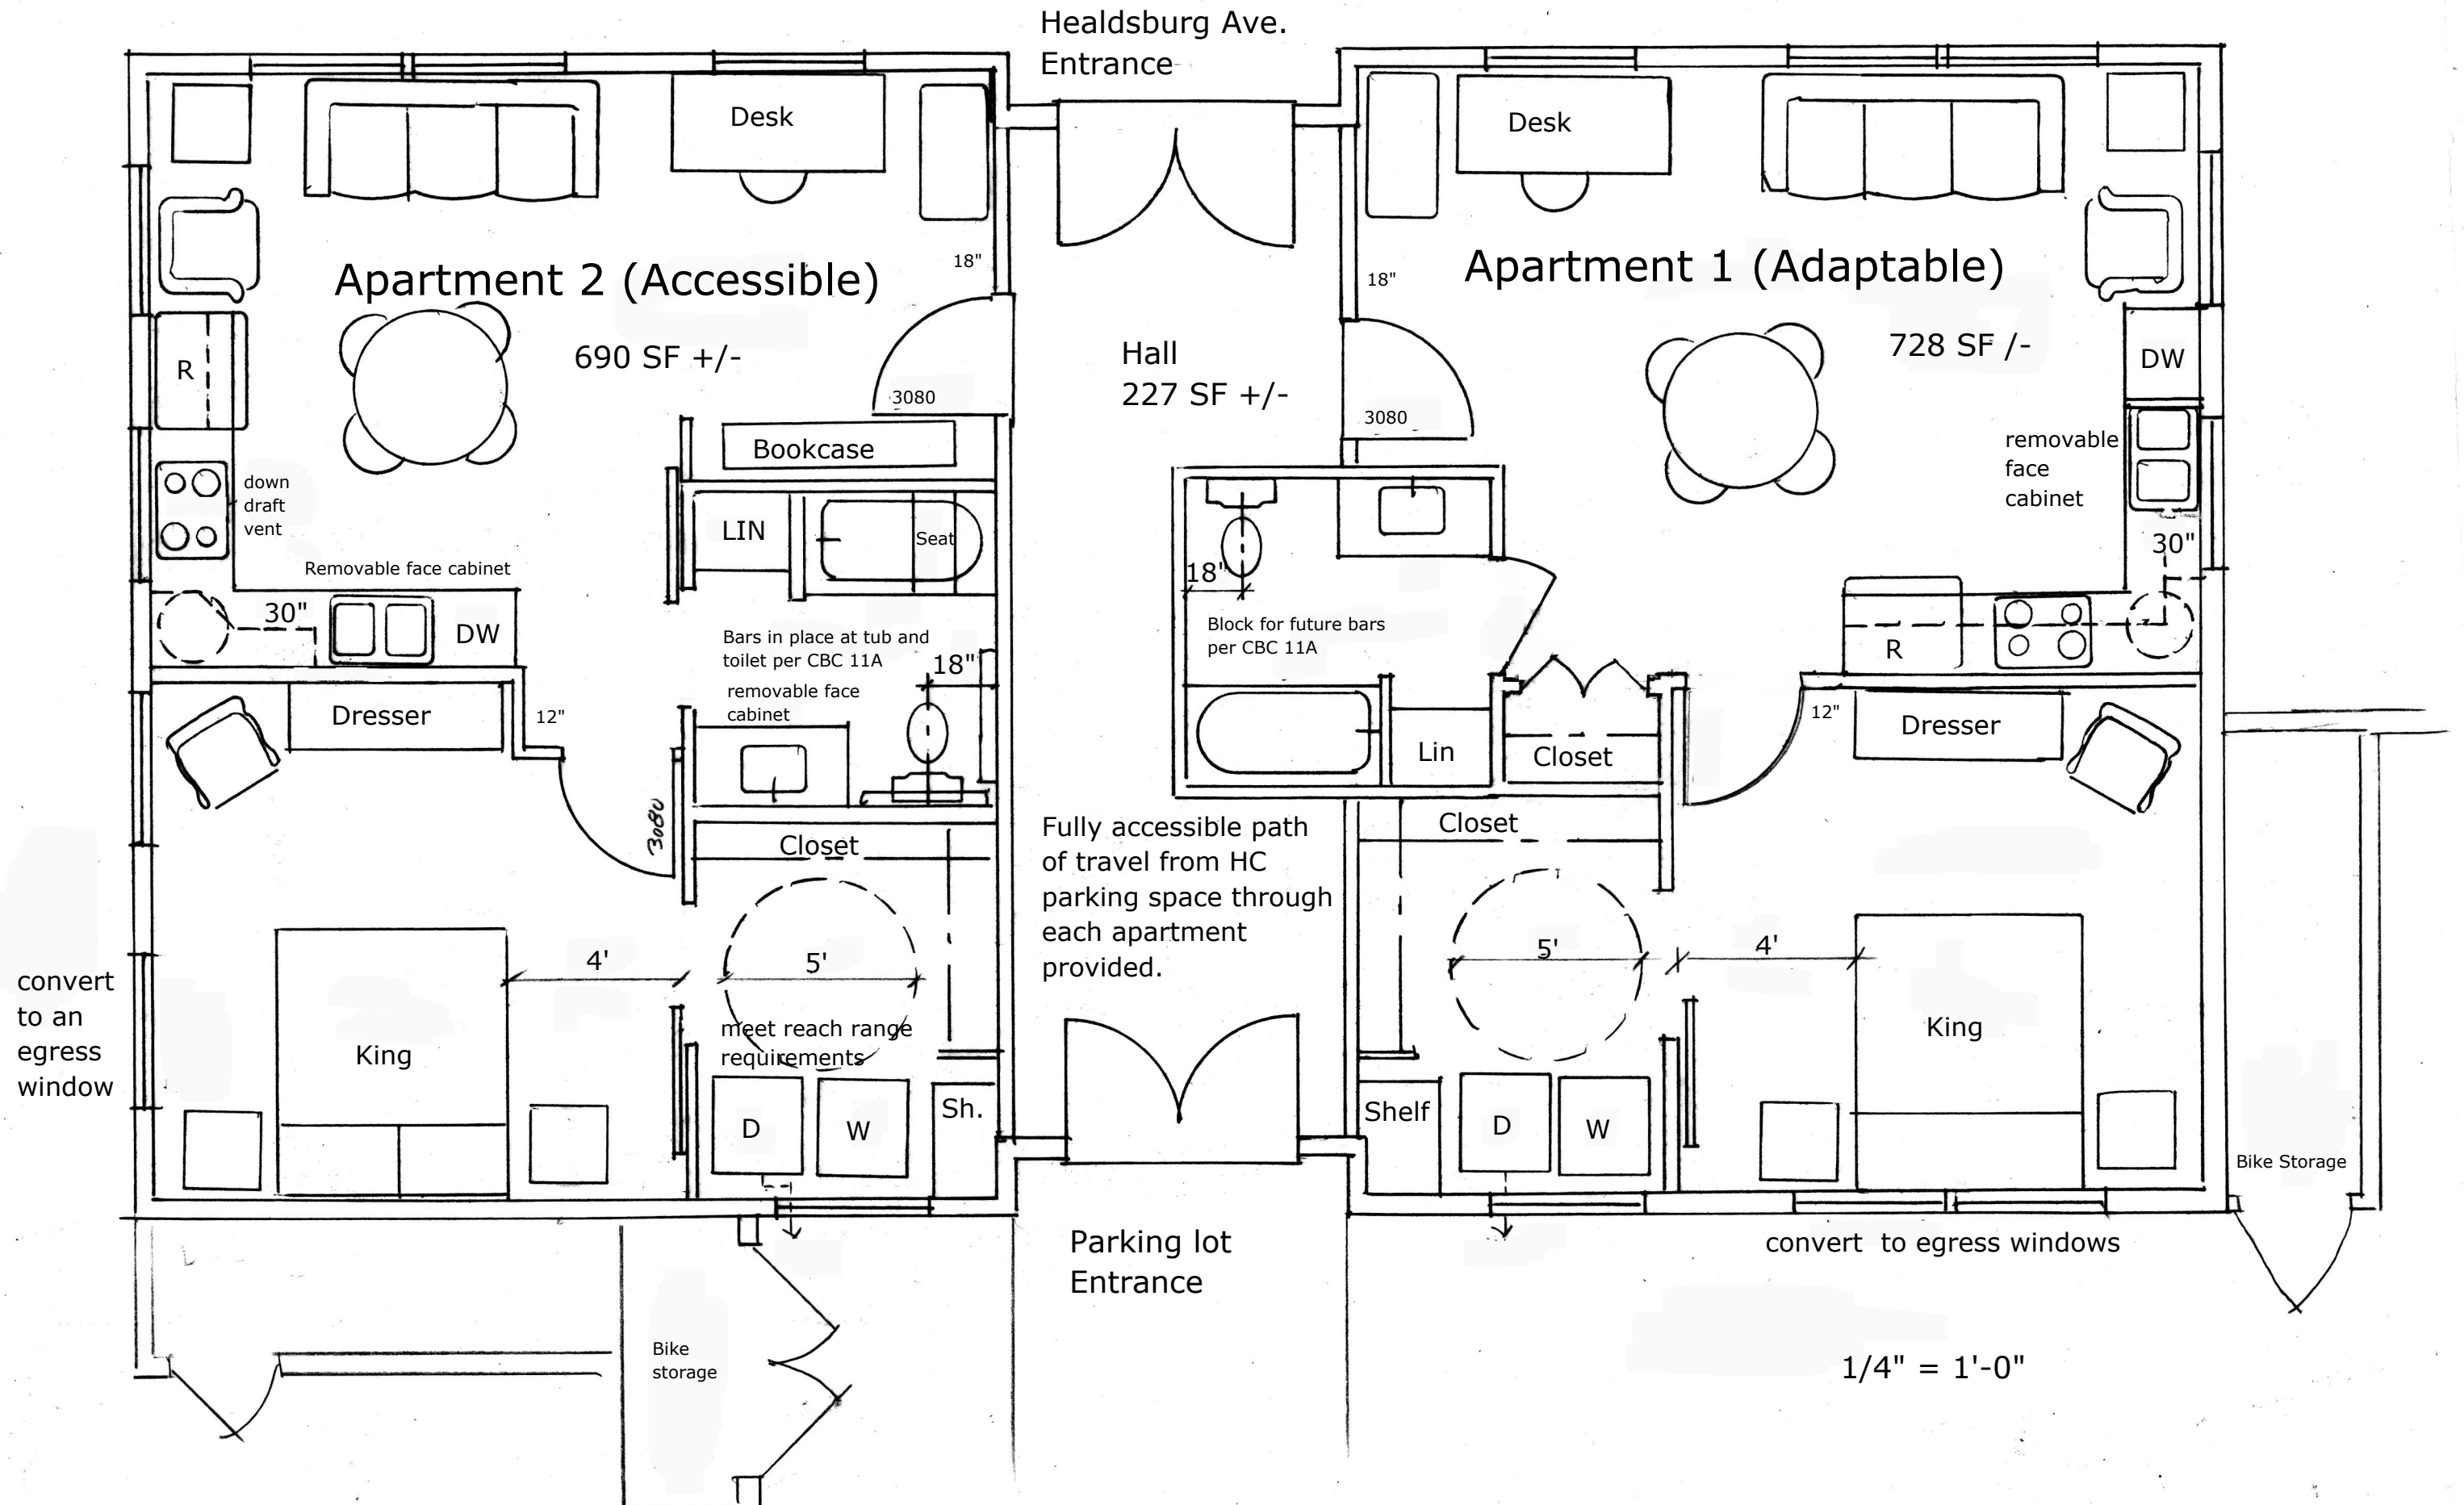 Healdsburg Ave.
Entrance
Desk
Desk
Apartment 2 (Accessible)
18"
Apartment 1 (Adaptable)
18"
690 SF +/-
Hall
227 SF +/-
728 SF /-
R
3080
3080
DW
Bookcase
removable
face
cabinet
down
draft
vent
LIN
Seat
30"
Removable face cabinet
18"
30"
DW
Bars in place at tub and
toilet per CBC 11A
18"
removable face
cabinet
Block for future bars
per CBC 11A
R
Dresser
12"
12"
Dresser
Lin
Closet
3080
Closet
Fully accessible path
of travel from HC
parking space through
each apartment
provided.
Closet
4'
5'
5'
4'
convert
to an
egress
window
King
meet reach range
requirements
King
D
W
Sh.
Shelf
D
W
Bike Storage
Parking lot
Entrance
convert  to egress windows
Bike
storage
1/4" = 1'-0"